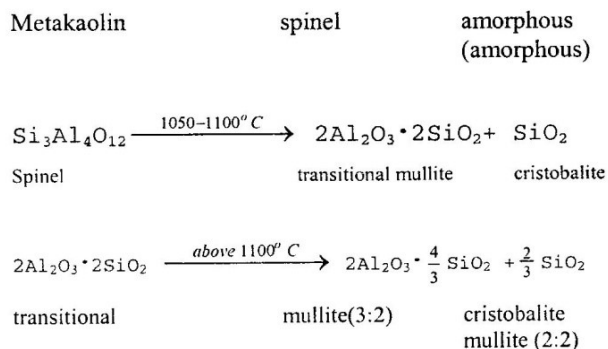 Metakaolin spinel amorphous
(amorphous)
Si₃Al₄O₁₂ 1050–1100° C 2Al₂O₃•2SiO₂+ SiO₂
Spinel transitional mullite cristobalite
2Al₂O₃•2SiO₂ above 1100° C 2Al₂O₃• 4/3 SiO₂ + 2/3 SiO₂
transitional mullite(3:2) cristobalite
mullite (2:2)